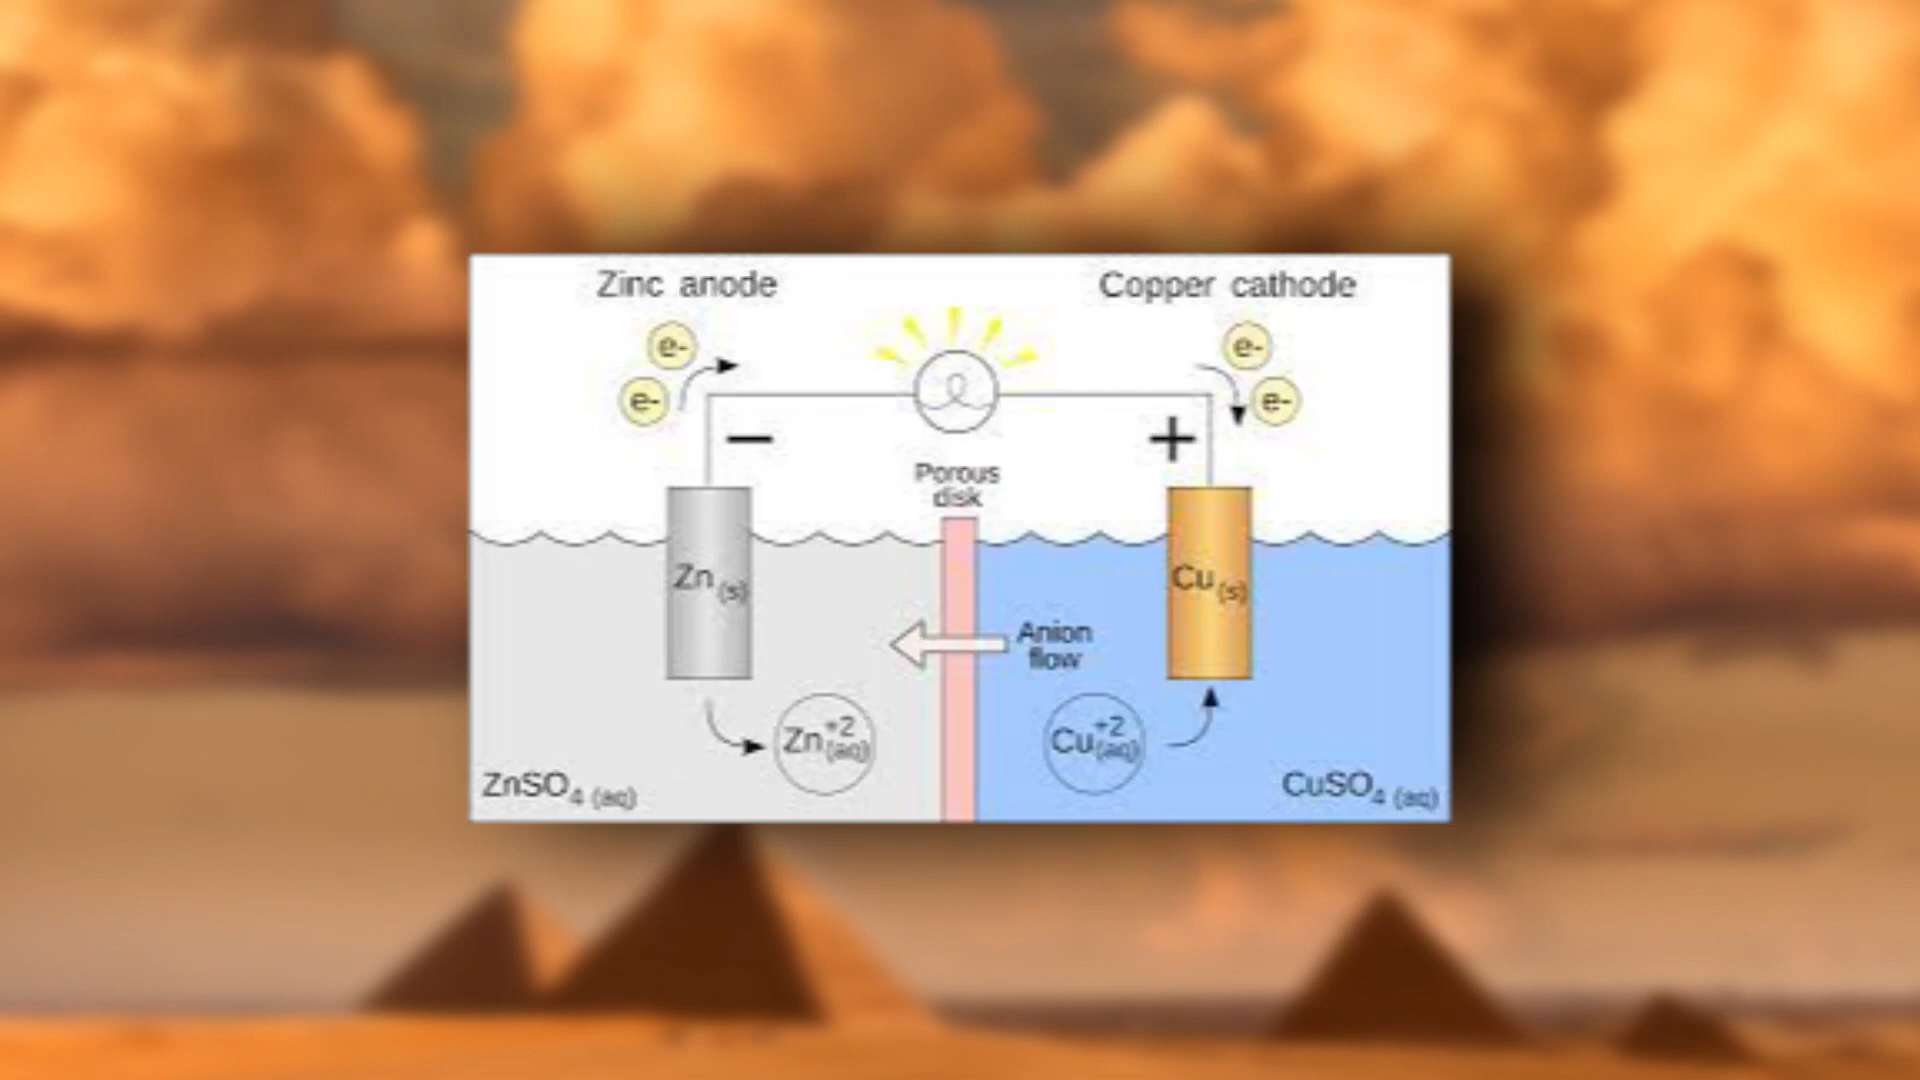 Zinc anode
Copper cathode
e-
e-
e-
e-
−
+
Porous
disk
Zn (s)
Cu (s)
Anion
flow
Zn+2 (aq)
Cu+2 (aq)
ZnSO4 (aq)
CuSO4 (aq)